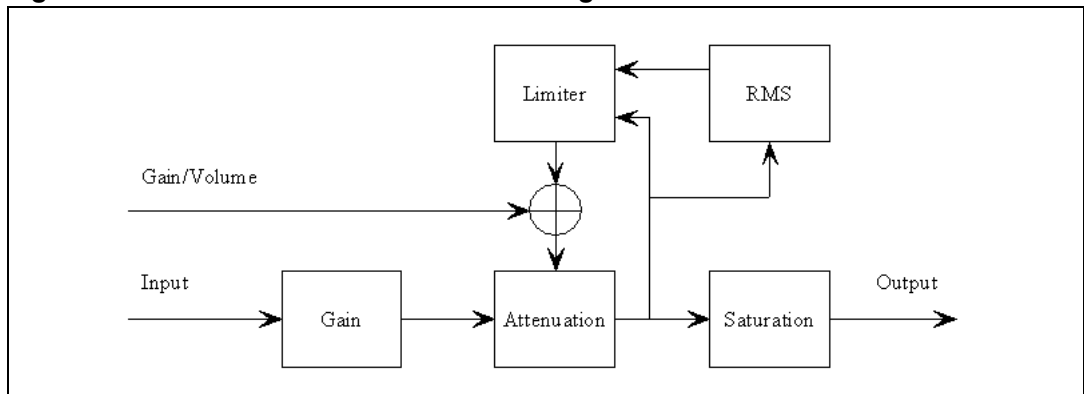 Limiter
RMS
Gain/Volume
Input
Gain
Attenuation
Saturation
Output